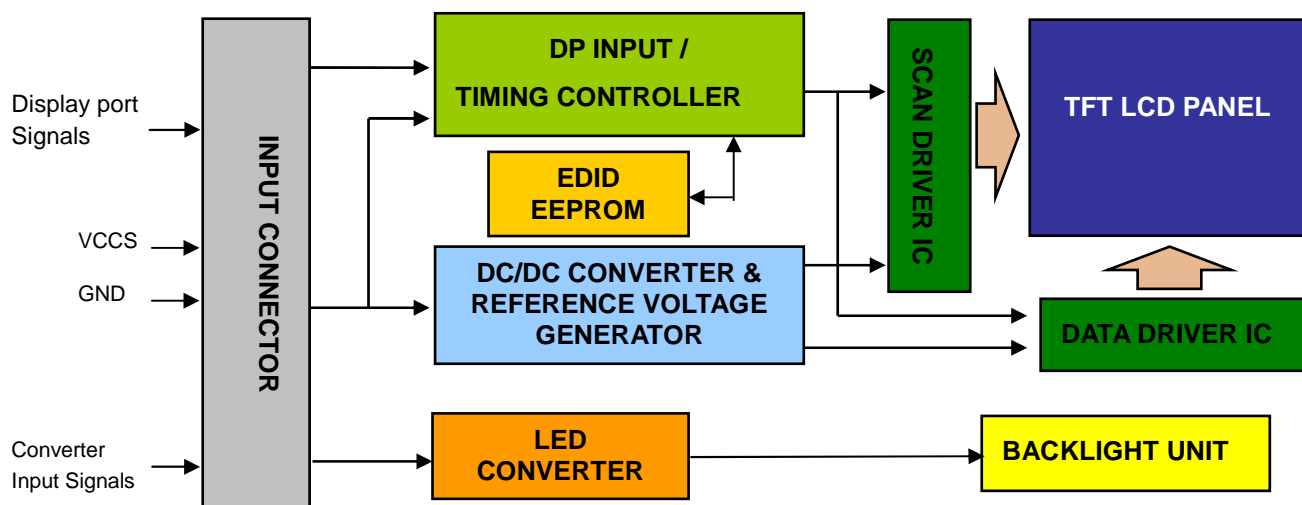 Display port
Signals
VCCS
GND
Converter
Input Signals
INPUT CONNECTOR
DP INPUT /
TIMING CONTROLLER
EDID
EEPROM
DC/DC CONVERTER &
REFERENCE VOLTAGE
GENERATOR
LED
CONVERTER
SCAN DRIVER IC
TFT LCD PANEL
DATA DRIVER IC
BACKLIGHT UNIT